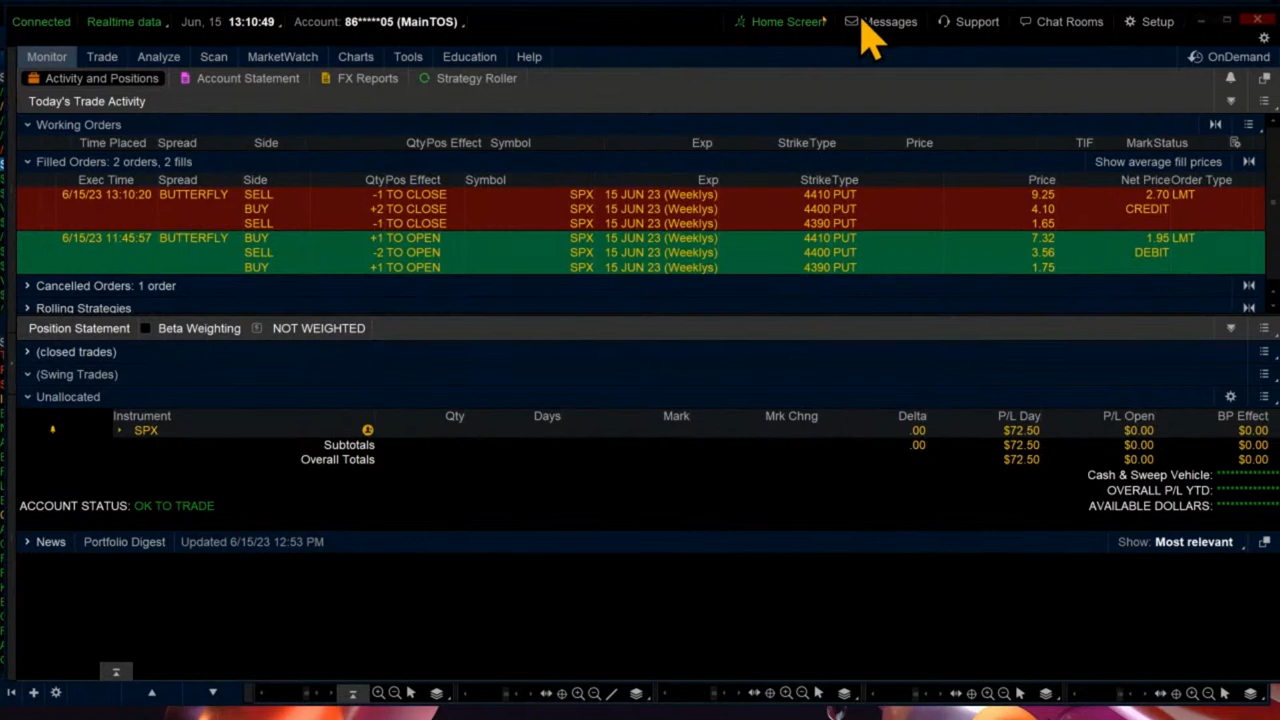 Connected Realtime data Jun, 15 13:10:49 Account: 86*****05 (MainTOS) Home Screen Messages Support Chat Rooms Setup
Monitor Trade Analyze Scan MarketWatch Charts Tools Education Help OnDemand
Activity and Positions Account Statement FX Reports Strategy Roller
Today's Trade Activity
Working Orders
Time Placed Spread Side Qty Pos Effect Symbol Exp Strike Type Price TIF Mark Status
Filled Orders: 2 orders, 2 fills Show average fill prices
Exec Time Spread Side Qty Pos Effect Symbol Exp Strike Type Price Net Price Order Type
6/15/23 13:10:20 BUTTERFLY SELL -1 TO CLOSE SPX 15 JUN 23 (Weeklys) 4410 PUT 9.25 2.70 LMT
BUY +2 TO CLOSE SPX 15 JUN 23 (Weeklys) 4400 PUT 4.10 CREDIT
SELL -1 TO CLOSE SPX 15 JUN 23 (Weeklys) 4390 PUT 1.65
6/15/23 11:45:57 BUTTERFLY BUY +1 TO OPEN SPX 15 JUN 23 (Weeklys) 4410 PUT 7.32 1.95 LMT
SELL -2 TO OPEN SPX 15 JUN 23 (Weeklys) 4400 PUT 3.56 DEBIT
BUY +1 TO OPEN SPX 15 JUN 23 (Weeklys) 4390 PUT 1.75
Cancelled Orders: 1 order
Rolling Strategies
Position Statement Beta Weighting NOT WEIGHTED
(closed trades)
(Swing Trades)
Unallocated
Instrument Qty Days Mark Mrk Chng Delta P/L Day P/L Open BP Effect
SPX .00 $72.50 $0.00 $0.00
Subtotals .00 $72.50 $0.00 $0.00
Overall Totals $72.50 $0.00 $0.00
Cash & Sweep Vehicle: **************
OVERALL P/L YTD: **************
ACCOUNT STATUS: OK TO TRADE AVAILABLE DOLLARS: **************
News Portfolio Digest Updated 6/15/23 12:53 PM Show: Most relevant